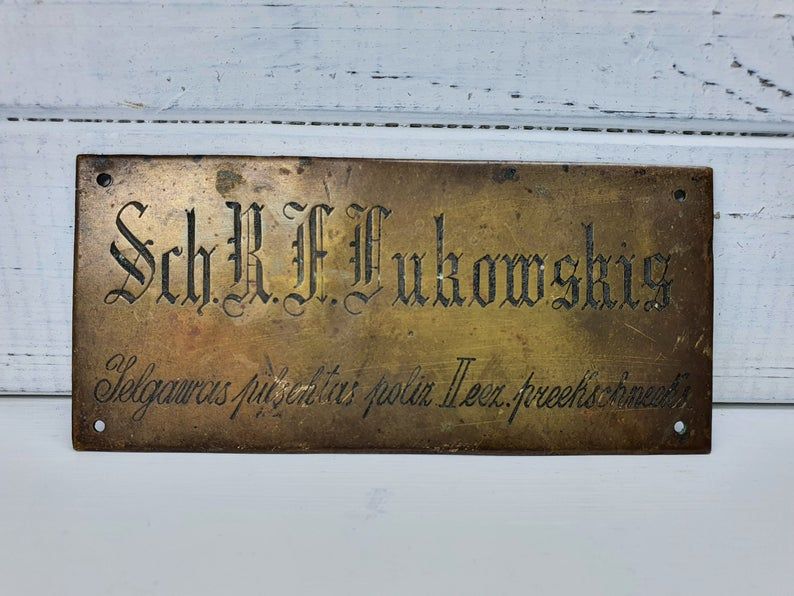 Sch. R. F. Lukowskis
Jelgawas pilsehtas poliz II eez. preekschneeks